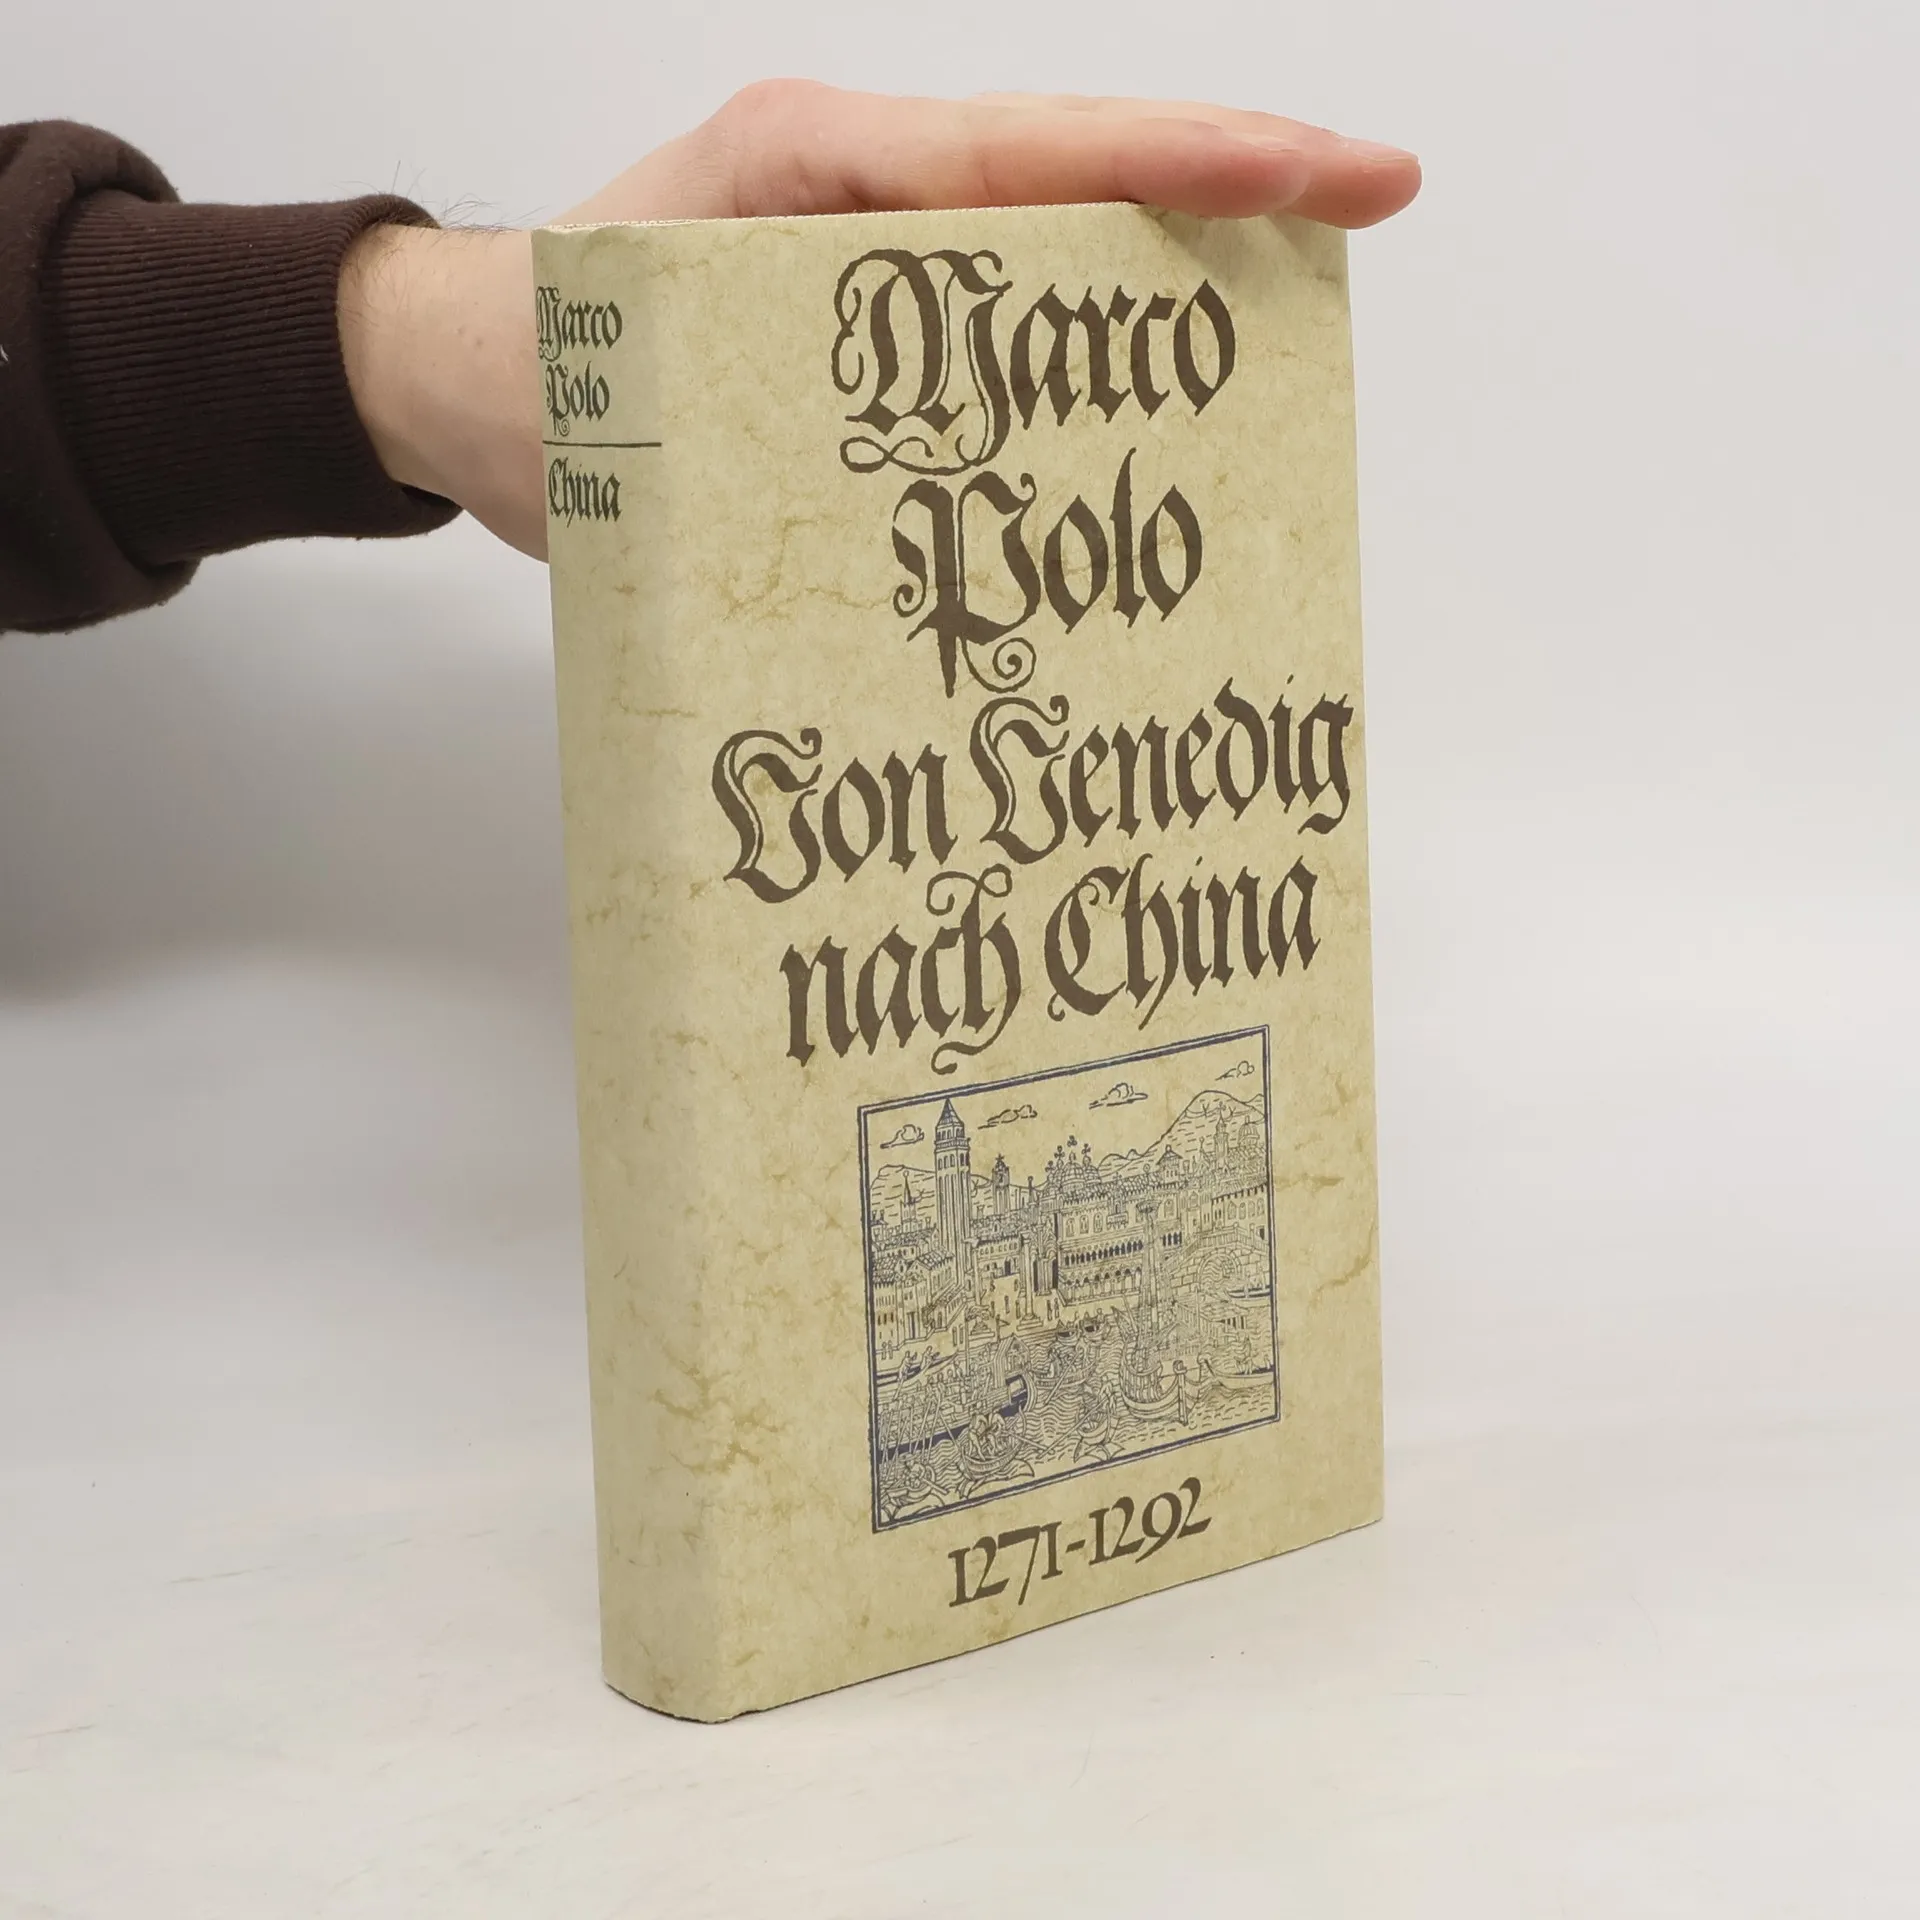 Marco
Polo
China
Marco
Polo
Von Venedig
nach China
1271-1292